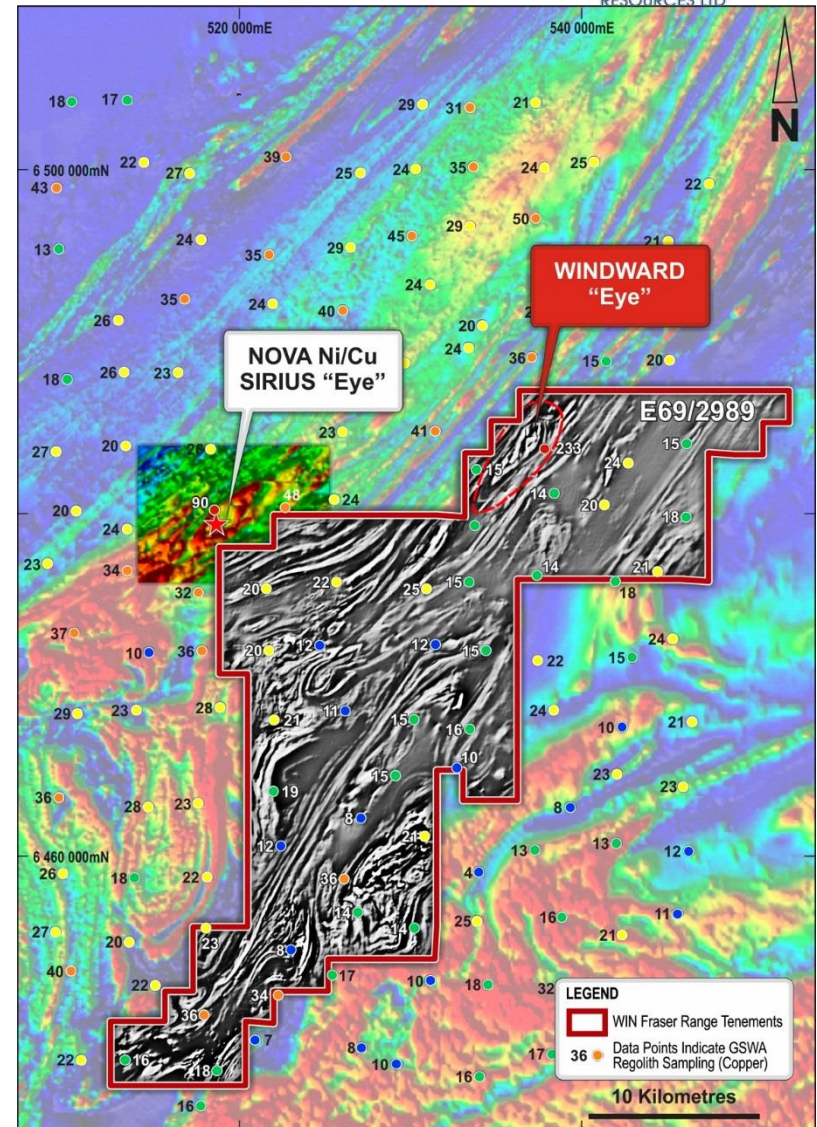 RESOURCES LTD
520 000mE 540 000mE
18 17 29 31 21
N
39
22 27 25 24 35 24 25
6 500 000mN
43 22
24 45 29 50
13 29 21
35
WINDWARD
“Eye”
35 24 24
26 40 20
NOVA Ni/Cu
SIRIUS “Eye”
24 36 15 20
18 26 23
E69/2989
27 20 26 23 41 233 15
15 24
90 48 24 14 20 18
20
24
23 34 14 21
32 20 22 25 15 18
37 24
10 36 20 12 12 15 22 15
29 23 28 21 11 15 16 24 10 21
15 10 23 23
36 28 23 19 8 8
12 21 13 13 12
6 460 000mN
26 18 22 36 4
14 14 25 16 11
27 20 23 21
8
40 22 17 10 18 32
34
36
LEGEND
WIN Fraser Range Tenements
36 Data Points Indicate GSWA
Regolith Sampling (Copper)
7 8 10 17
22 16 18 16
16
10 Kilometres